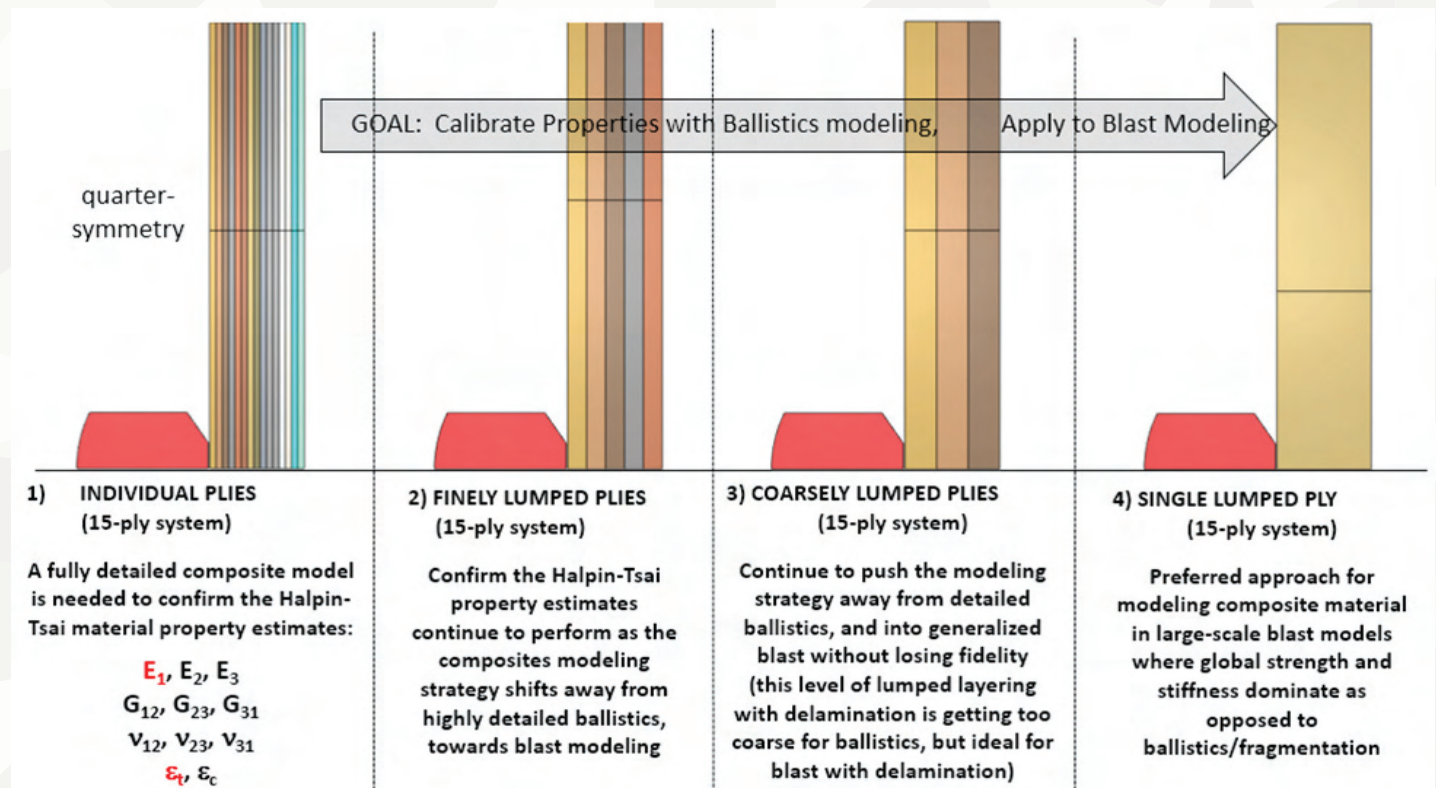 GOAL: Calibrate Properties with Ballistics modeling, Apply to Blast Modeling
quarter-
symmetry
1) INDIVIDUAL PLIES
(15-ply system)
A fully detailed composite model
is needed to confirm the Halpin-
Tsai material property estimates:
E₁, E₂, E₃
G₁₂, G₂₃, G₃₁
ν₁₂, ν₂₃, ν₃₁
εₜ, ε_c
2) FINELY LUMPED PLIES
(15-ply system)
Confirm the Halpin-Tsai
property estimates
continue to perform as the
composites modeling
strategy shifts away from
highly detailed ballistics,
towards blast modeling
3) COARSELY LUMPED PLIES
(15-ply system)
Continue to push the modeling
strategy away from detailed
ballistics, and into generalized
blast without losing fidelity
(this level of lumped layering
with delamination is getting too
coarse for ballistics, but ideal for
blast with delamination)
4) SINGLE LUMPED PLY
(15-ply system)
Preferred approach for
modeling composite material
in large-scale blast models
where global strength and
stiffness dominate as
opposed to
ballistics/fragmentation